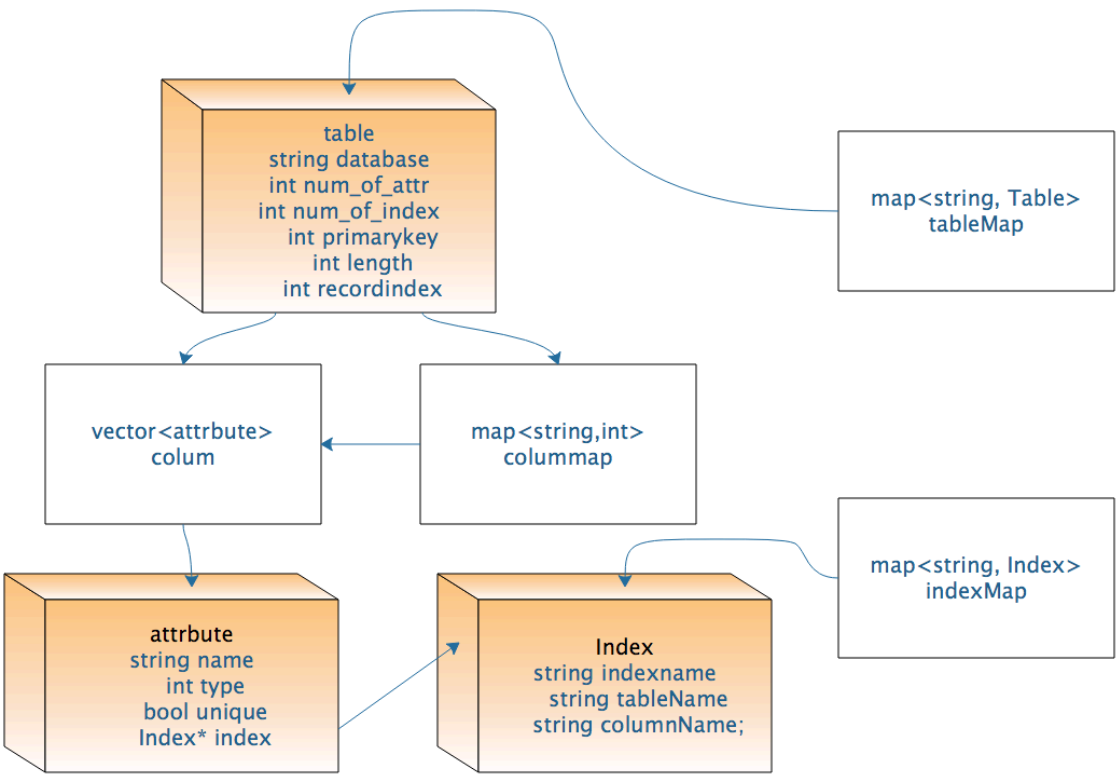 table
string database
int num_of_attr
int num_of_index
int primarykey
int length
int recordindex
map<string, Table>
tableMap
vector<attrbute>
colum
map<string,int>
colummap
map<string, Index>
indexMap
attrbute
string name
int type
bool unique
Index* index
Index
string indexname
string tableName
string columnName;